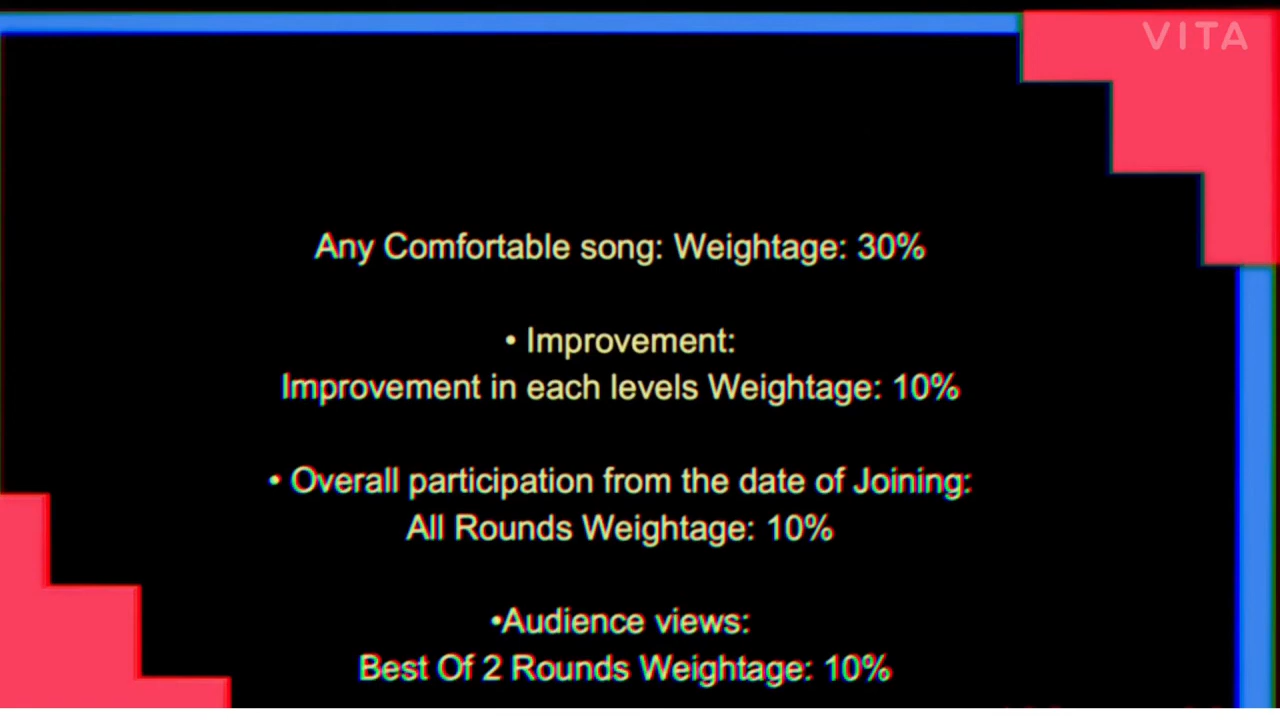 VITA
Any Comfortable song: Weightage: 30%
• Improvement:
Improvement in each levels Weightage: 10%
• Overall participation from the date of Joining:
All Rounds Weightage: 10%
•Audience views:
Best Of 2 Rounds Weightage: 10%